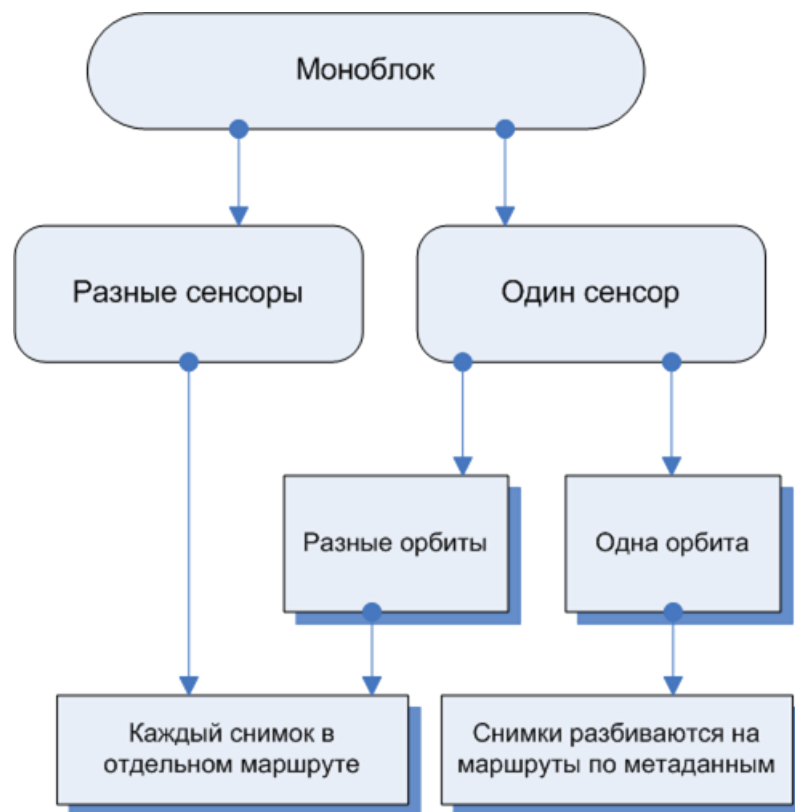 Моноблок
Разные сенсоры
Один сенсор
Разные орбиты
Одна орбита
Каждый снимок в
отдельном маршруте
Снимки разбиваются на
маршруты по метаданным